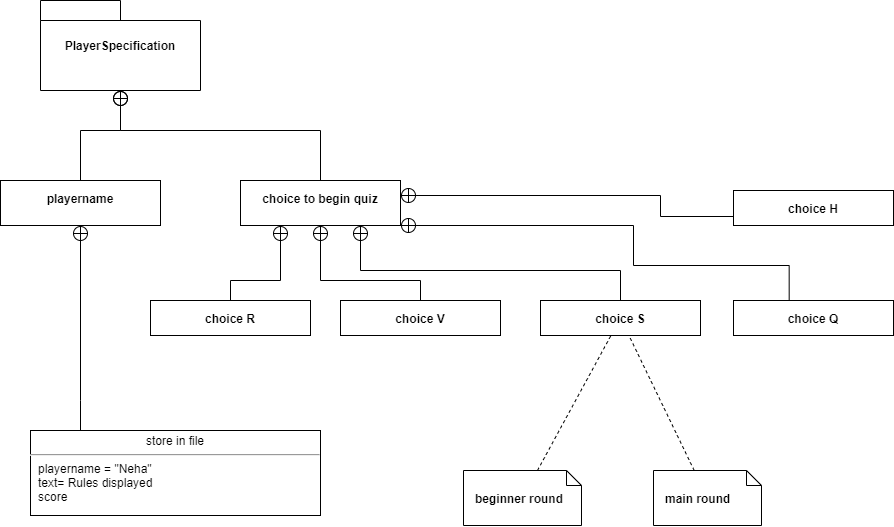 PlayerSpecification
playername
choice to begin quiz
choice H
choice R
choice V
choice S
choice Q
store in file
playername = "Neha"
text= Rules displayed
score
beginner round
main round